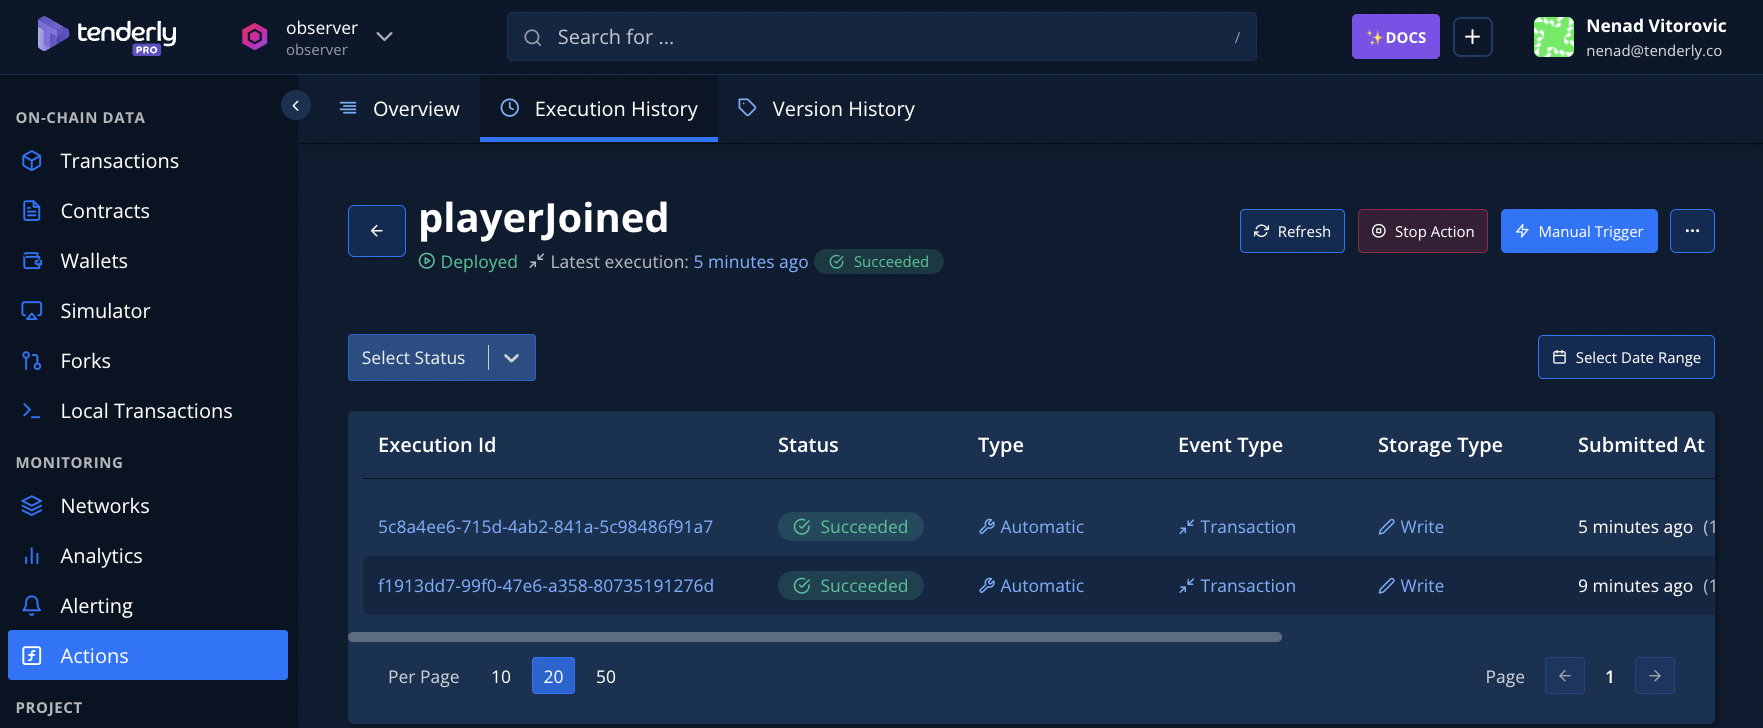 tenderly
PRO
observer
observer
Search for ...
/
DOCS
Nenad Vitorovic
nenad@tenderly.co
ON-CHAIN DATA
Transactions
Contracts
Wallets
Simulator
Forks
Local Transactions
MONITORING
Networks
Analytics
Alerting
Actions
PROJECT
Overview
Execution History
Version History
playerJoined
Deployed Latest execution: 5 minutes ago Succeeded
Refresh
Stop Action
Manual Trigger
Select Status
Select Date Range
Execution Id Status Type Event Type Storage Type Submitted At
5c8a4ee6-715d-4ab2-841a-5c98486f91a7 Succeeded Automatic Transaction Write 5 minutes ago (1
f1913dd7-99f0-47e6-a358-80735191276d Succeeded Automatic Transaction Write 9 minutes ago (1
Per Page 10 20 50 Page 1